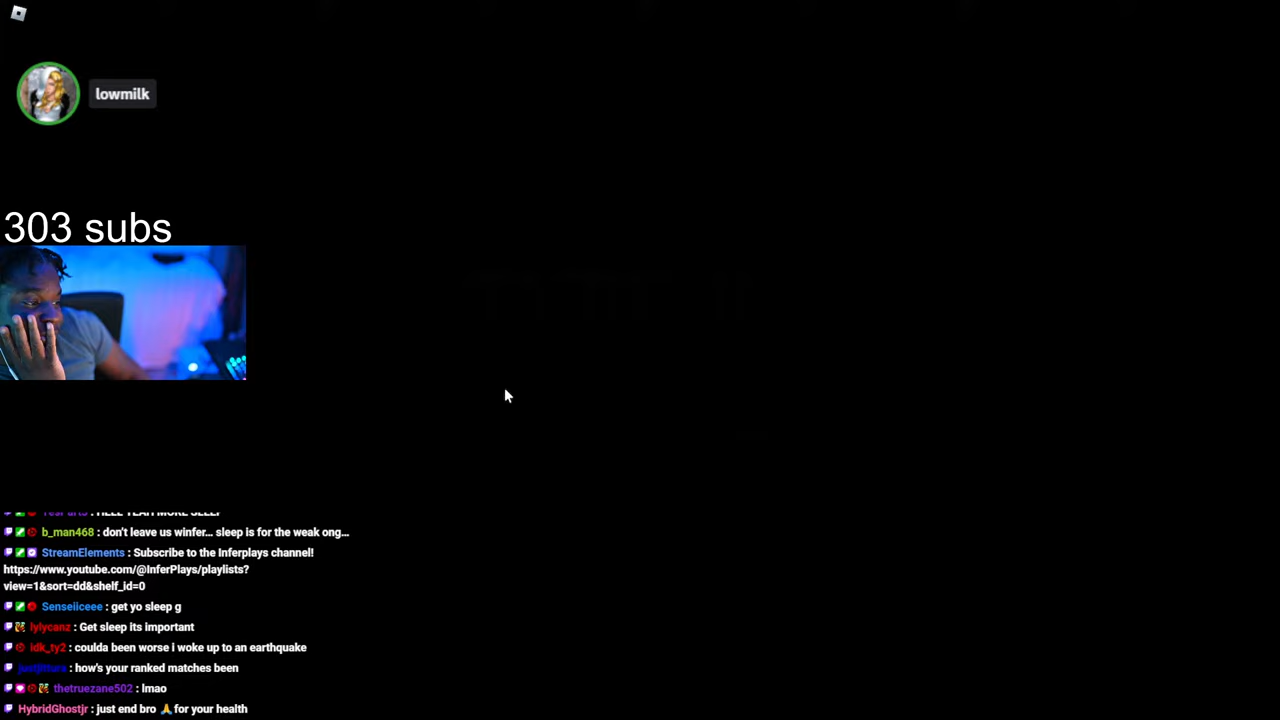 lowmilk
303 subs
b_man468 : don't leave us winfer... sleep is for the weak ong...
StreamElements : Subscribe to the Inferplays channel!
https://www.youtube.com/@InferPlays/playlists?
view=1&sort=dd&shelf_id=0
Senseiiceee : get yo sleep g
lylycanz : Get sleep its important
idk_ty2 : coulda been worse i woke up to an earthquake
: how's your ranked matches been
thetruezane502 : lmao
HybridGhostjr : just end bro 🙏 for your health